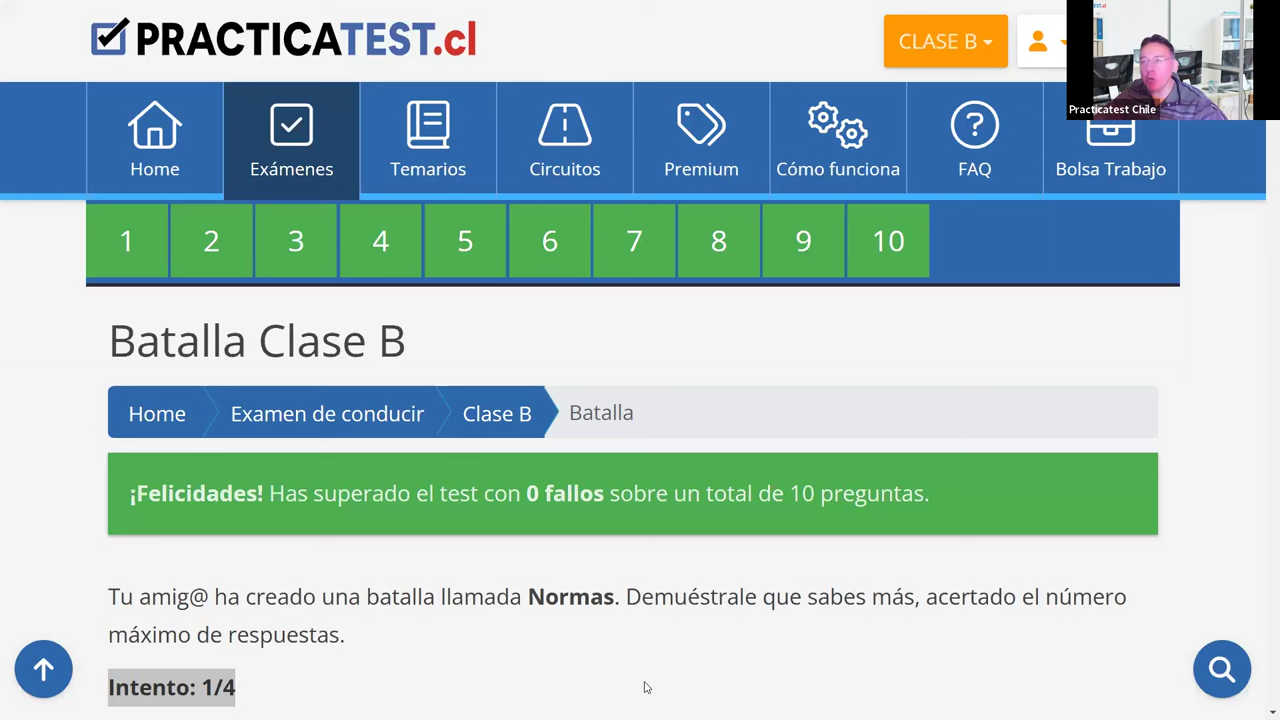 PRACTICATEST.cl
CLASE B
Practicatest Chile
Home
Exámenes
Temarios
Circuitos
Premium
Cómo funciona
FAQ
Bolsa Trabajo
1 2 3 4 5 6 7 8 9 10
Batalla Clase B
Home Examen de conducir Clase B Batalla
¡Felicidades! Has superado el test con 0 fallos sobre un total de 10 preguntas.
Tu amig@ ha creado una batalla llamada Normas. Demuéstrale que sabes más, acertado el número
máximo de respuestas.
Intento: 1/4